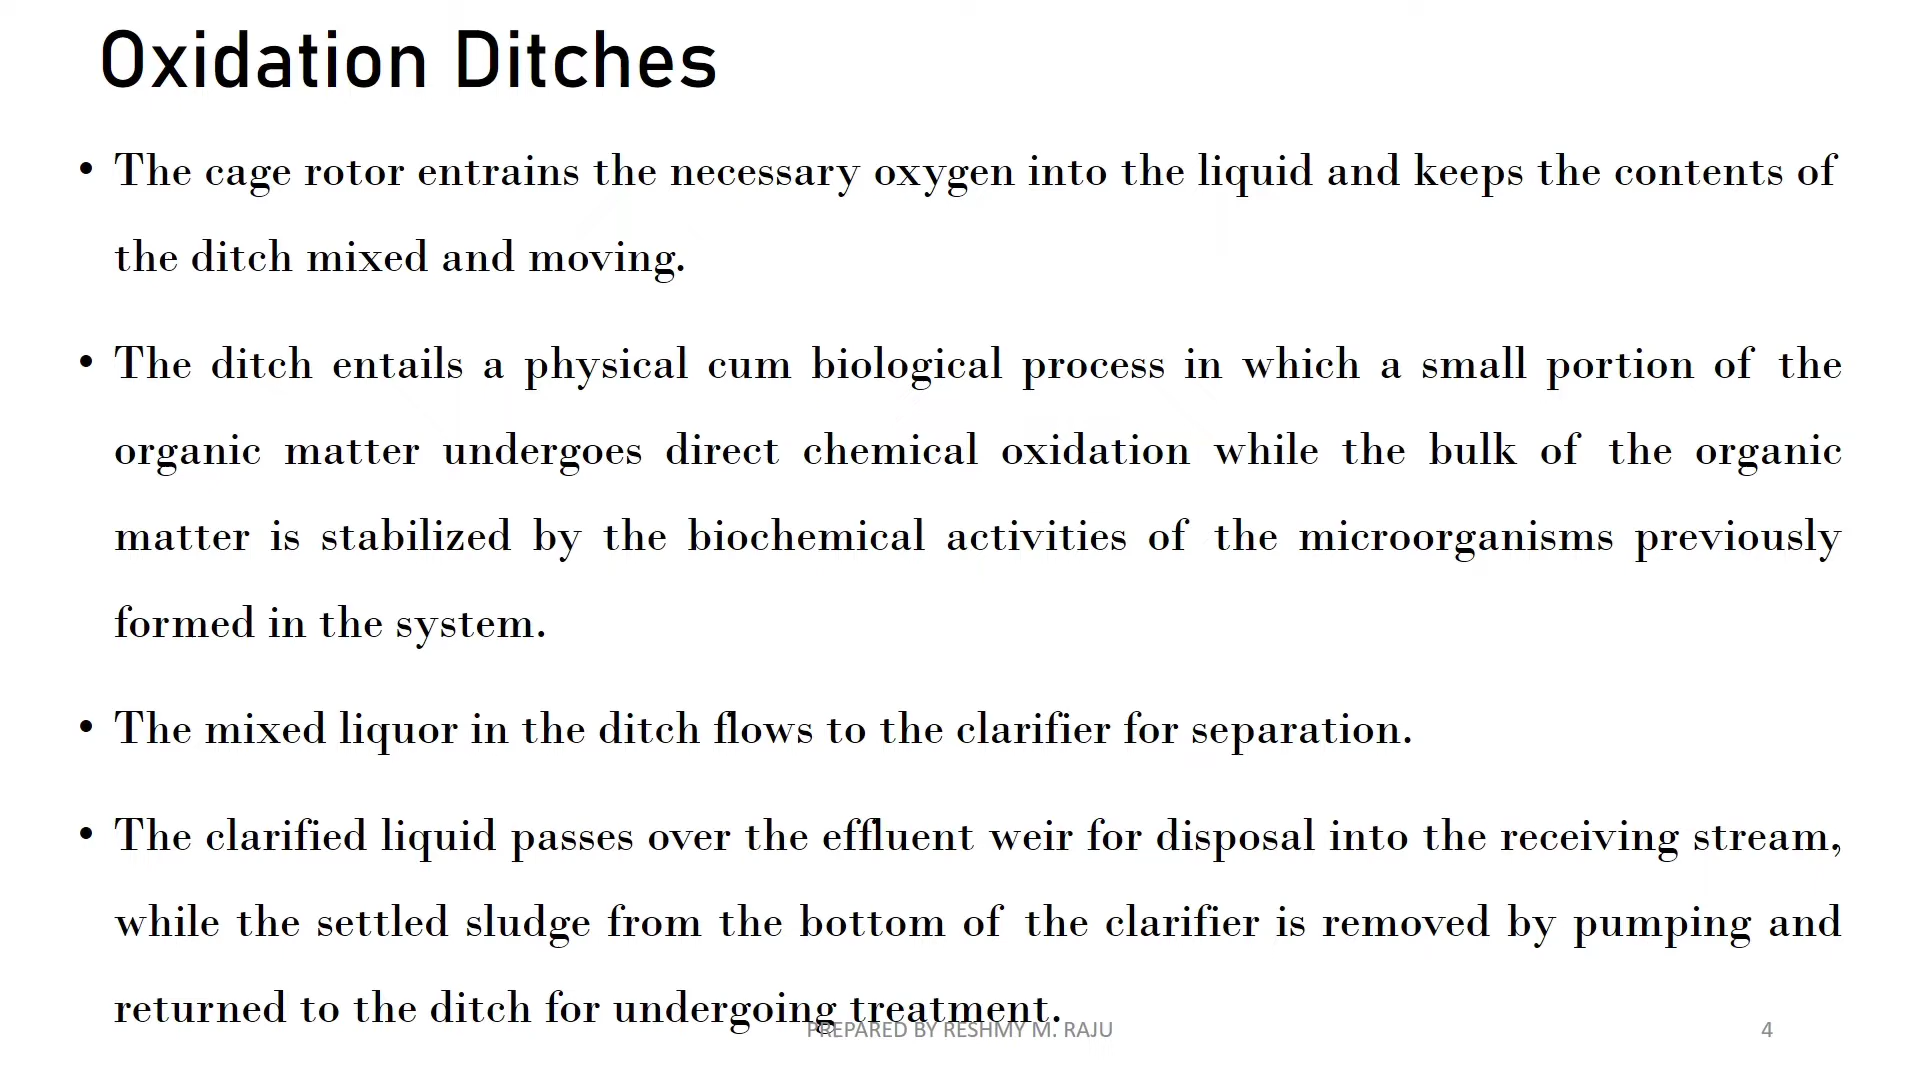 Oxidation Ditches
• The cage rotor entrains the necessary oxygen into the liquid and keeps the contents of
the ditch mixed and moving.
• The ditch entails a physical cum biological process in which a small portion of the
organic matter undergoes direct chemical oxidation while the bulk of the organic
matter is stabilized by the biochemical activities of the microorganisms previously
formed in the system.
• The mixed liquor in the ditch flows to the clarifier for separation.
• The clarified liquid passes over the effluent weir for disposal into the receiving stream,
while the settled sludge from the bottom of the clarifier is removed by pumping and
returned to the ditch for undergoing treatment.
PREPARED BY RESHMY M. RAJU
4